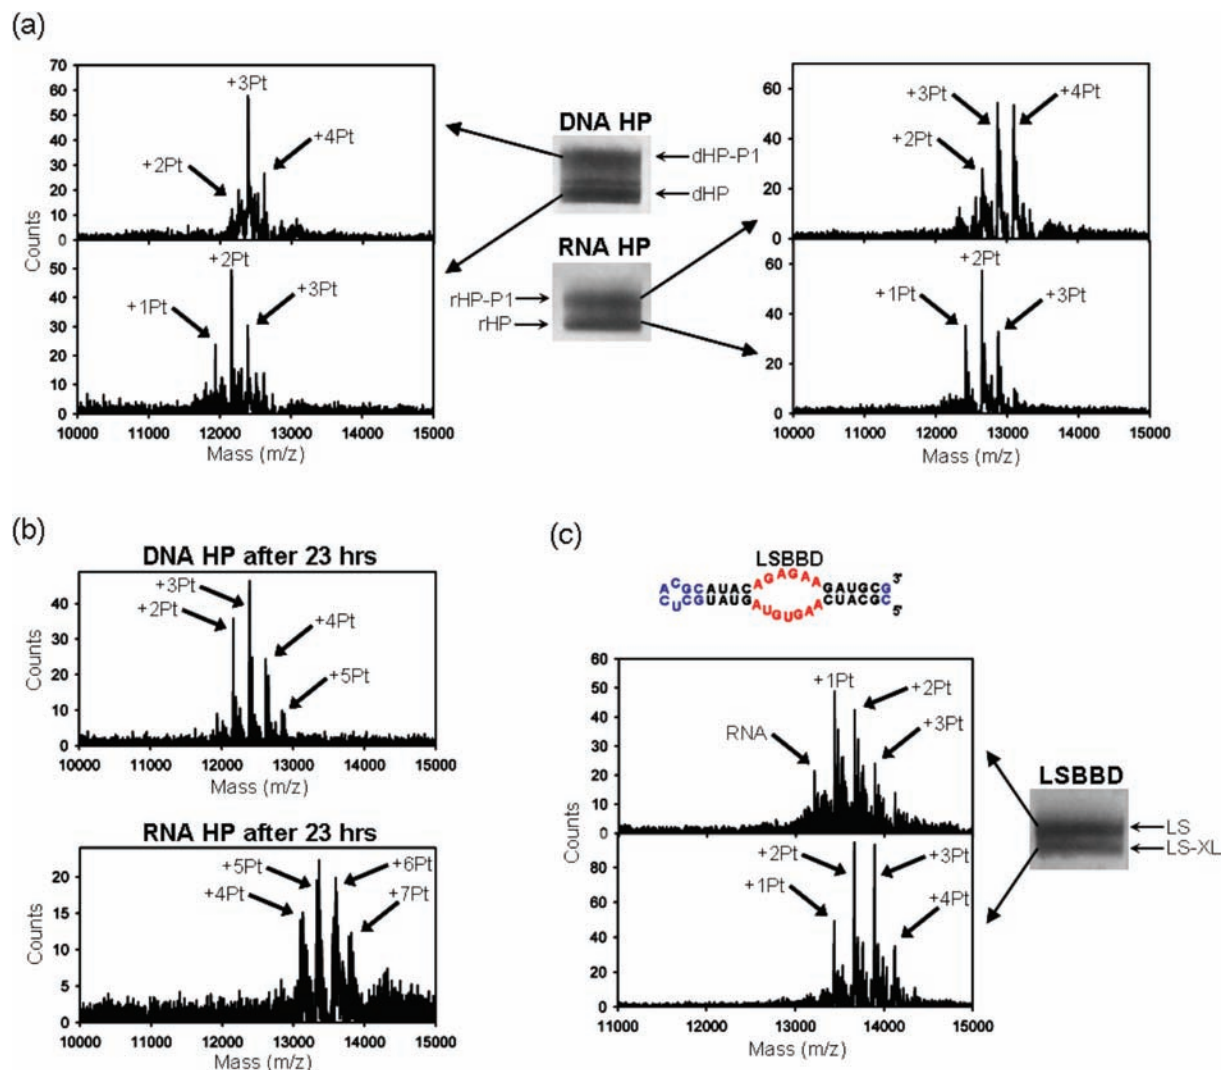 (a)
70
60
50
40
30
20
10
0
+3Pt
+2Pt
+4Pt
60
50
40
30
20
10
0
+2Pt
+1Pt
+3Pt
Counts
10000 11000 12000 13000 14000 15000
Mass (m/z)
DNA HP
dHP-P1
dHP
RNA HP
rHP-P1
rHP
80
60
40
20
0
+3Pt
+4Pt
+2Pt
80
60
40
20
0
+2Pt
+1Pt
+3Pt
10000 11000 12000 13000 14000 15000
Mass (m/z)
(b)
DNA HP after 23 hrs
40
30
20
10
0
Counts
+3Pt
+2Pt
+4Pt
+5Pt
10000 11000 12000 13000 14000 15000
RNA HP after 23 hrs
20
15
10
5
0
Counts
+5Pt
+6Pt
+4Pt
+7Pt
10000 11000 12000 13000 14000 15000
Mass (m/z)
(c)
LSBBD
A C G C A U A C A G A G A A G A U G C G 3'
C U C G U A U G A U G U G A A C U A C G C 5'
60
50
40
30
20
10
0
+1Pt
+2Pt
RNA
+3Pt
80
60
40
20
0
+2Pt
+3Pt
+1Pt
+4Pt
Counts
11000 12000 13000 14000 15000
Mass (m/z)
LSBBD
LS
LS-XL